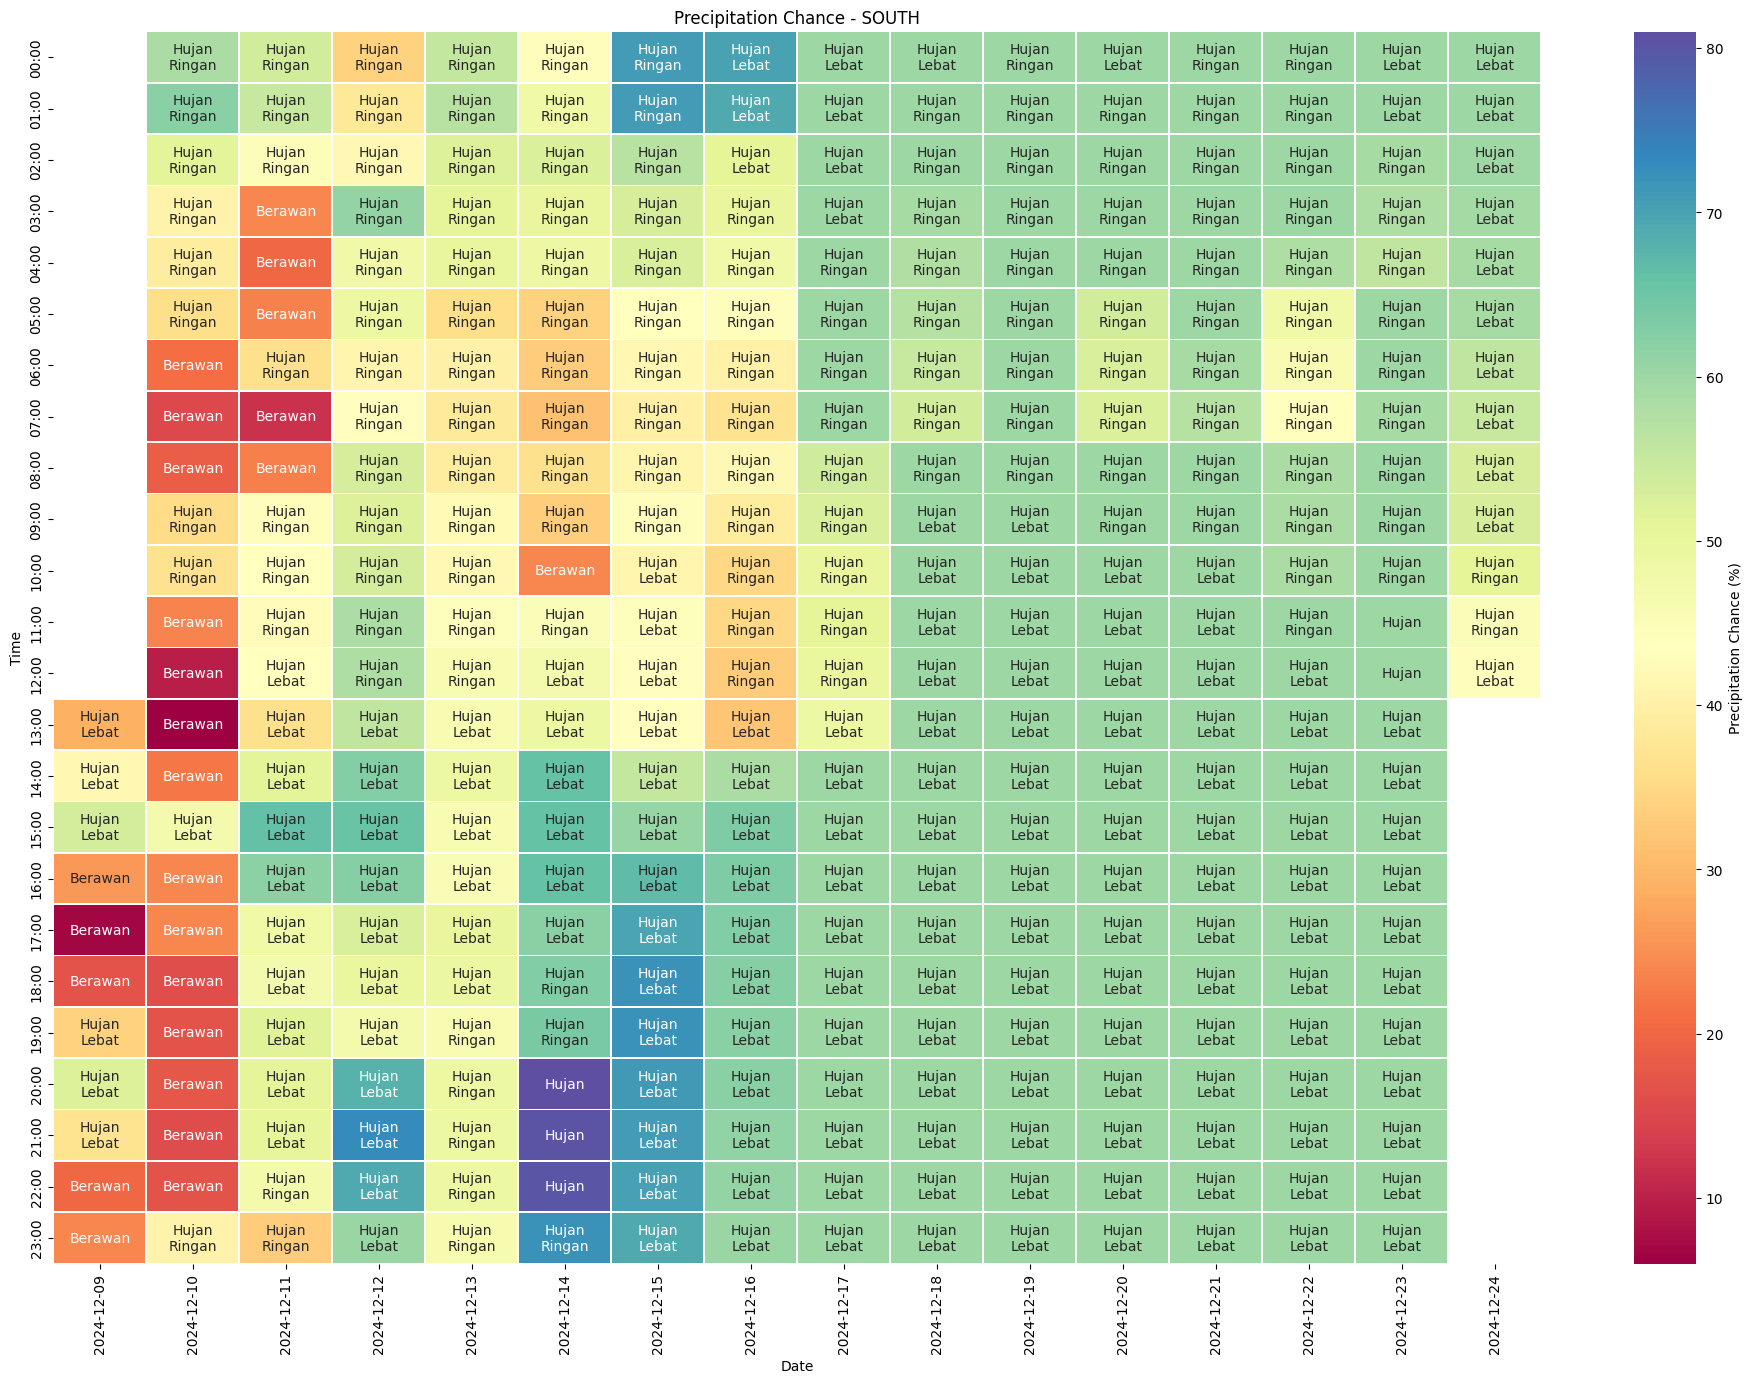 Precipitation Chance - SOUTH
00:00 Hujan Ringan Hujan Ringan Hujan Ringan Hujan Ringan Hujan Ringan Hujan Ringan Hujan Lebat Hujan Lebat Hujan Lebat Hujan Ringan Hujan Lebat Hujan Ringan Hujan Ringan Hujan Lebat Hujan Lebat
01:00 Hujan Ringan Hujan Ringan Hujan Ringan Hujan Ringan Hujan Ringan Hujan Ringan Hujan Lebat Hujan Lebat Hujan Ringan Hujan Ringan Hujan Ringan Hujan Ringan Hujan Ringan Hujan Lebat Hujan Lebat
02:00 Hujan Ringan Hujan Ringan Hujan Ringan Hujan Ringan Hujan Ringan Hujan Ringan Hujan Lebat Hujan Lebat Hujan Ringan Hujan Ringan Hujan Ringan Hujan Ringan Hujan Ringan Hujan Ringan Hujan Lebat
03:00 Hujan Ringan Berawan Hujan Ringan Hujan Ringan Hujan Ringan Hujan Ringan Hujan Ringan Hujan Lebat Hujan Ringan Hujan Ringan Hujan Ringan Hujan Ringan Hujan Ringan Hujan Ringan Hujan Lebat
04:00 Hujan Ringan Berawan Hujan Ringan Hujan Ringan Hujan Ringan Hujan Ringan Hujan Ringan Hujan Ringan Hujan Ringan Hujan Ringan Hujan Ringan Hujan Ringan Hujan Ringan Hujan Ringan Hujan Lebat
05:00 Hujan Ringan Berawan Hujan Ringan Hujan Ringan Hujan Ringan Hujan Ringan Hujan Ringan Hujan Ringan Hujan Ringan Hujan Ringan Hujan Ringan Hujan Ringan Hujan Ringan Hujan Ringan Hujan Lebat
06:00 Berawan Hujan Ringan Hujan Ringan Hujan Ringan Hujan Ringan Hujan Ringan Hujan Ringan Hujan Ringan Hujan Ringan Hujan Ringan Hujan Ringan Hujan Ringan Hujan Ringan Hujan Ringan Hujan Lebat
07:00 Berawan Berawan Hujan Ringan Hujan Ringan Hujan Ringan Hujan Ringan Hujan Ringan Hujan Ringan Hujan Ringan Hujan Ringan Hujan Ringan Hujan Ringan Hujan Ringan Hujan Ringan Hujan Lebat
08:00 Berawan Berawan Hujan Ringan Hujan Ringan Hujan Ringan Hujan Ringan Hujan Ringan Hujan Ringan Hujan Ringan Hujan Ringan Hujan Ringan Hujan Ringan Hujan Ringan Hujan Ringan Hujan Lebat
09:00 Hujan Ringan Hujan Ringan Hujan Ringan Hujan Ringan Hujan Ringan Hujan Ringan Hujan Ringan Hujan Ringan Hujan Lebat Hujan Lebat Hujan Ringan Hujan Ringan Hujan Ringan Hujan Ringan Hujan Lebat
10:00 Hujan Ringan Hujan Ringan Hujan Ringan Hujan Ringan Berawan Hujan Lebat Hujan Ringan Hujan Ringan Hujan Lebat Hujan Lebat Hujan Lebat Hujan Lebat Hujan Ringan Hujan Ringan Hujan Ringan
11:00 Berawan Hujan Ringan Hujan Ringan Hujan Ringan Hujan Ringan Hujan Lebat Hujan Ringan Hujan Ringan Hujan Lebat Hujan Lebat Hujan Lebat Hujan Lebat Hujan Ringan Hujan Hujan Ringan
12:00 Berawan Hujan Lebat Hujan Ringan Hujan Ringan Hujan Lebat Hujan Lebat Hujan Ringan Hujan Ringan Hujan Lebat Hujan Lebat Hujan Lebat Hujan Lebat Hujan Lebat Hujan Hujan Lebat
13:00 Hujan Lebat Berawan Hujan Lebat Hujan Lebat Hujan Lebat Hujan Lebat Hujan Lebat Hujan Lebat Hujan Lebat Hujan Lebat Hujan Lebat Hujan Lebat Hujan Lebat Hujan Lebat Hujan Lebat
14:00 Hujan Lebat Berawan Hujan Lebat Hujan Lebat Hujan Lebat Hujan Lebat Hujan Lebat Hujan Lebat Hujan Lebat Hujan Lebat Hujan Lebat Hujan Lebat Hujan Lebat Hujan Lebat Hujan Lebat
15:00 Hujan Lebat Hujan Lebat Hujan Lebat Hujan Lebat Hujan Lebat Hujan Lebat Hujan Lebat Hujan Lebat Hujan Lebat Hujan Lebat Hujan Lebat Hujan Lebat Hujan Lebat Hujan Lebat Hujan Lebat
16:00 Berawan Berawan Hujan Lebat Hujan Lebat Hujan Lebat Hujan Lebat Hujan Lebat Hujan Lebat Hujan Lebat Hujan Lebat Hujan Lebat Hujan Lebat Hujan Lebat Hujan Lebat Hujan Lebat
17:00 Berawan Berawan Hujan Lebat Hujan Lebat Hujan Lebat Hujan Lebat Hujan Lebat Hujan Lebat Hujan Lebat Hujan Lebat Hujan Lebat Hujan Lebat Hujan Lebat Hujan Lebat Hujan Lebat
18:00 Berawan Berawan Hujan Lebat Hujan Lebat Hujan Lebat Hujan Ringan Hujan Lebat Hujan Lebat Hujan Lebat Hujan Lebat Hujan Lebat Hujan Lebat Hujan Lebat Hujan Lebat Hujan Lebat
19:00 Hujan Lebat Berawan Hujan Lebat Hujan Lebat Hujan Ringan Hujan Ringan Hujan Lebat Hujan Lebat Hujan Lebat Hujan Lebat Hujan Lebat Hujan Lebat Hujan Lebat Hujan Lebat Hujan Lebat
20:00 Hujan Lebat Berawan Hujan Lebat Hujan Lebat Hujan Ringan Hujan Hujan Lebat Hujan Lebat Hujan Lebat Hujan Lebat Hujan Lebat Hujan Lebat Hujan Lebat Hujan Lebat Hujan Lebat
21:00 Hujan Lebat Berawan Hujan Lebat Hujan Lebat Hujan Ringan Hujan Hujan Lebat Hujan Lebat Hujan Lebat Hujan Lebat Hujan Lebat Hujan Lebat Hujan Lebat Hujan Lebat Hujan Lebat
22:00 Berawan Berawan Hujan Ringan Hujan Lebat Hujan Ringan Hujan Hujan Lebat Hujan Lebat Hujan Lebat Hujan Lebat Hujan Lebat Hujan Lebat Hujan Lebat Hujan Lebat Hujan Lebat
23:00 Berawan Hujan Ringan Hujan Ringan Hujan Lebat Hujan Ringan Hujan Ringan Hujan Lebat Hujan Lebat Hujan Lebat Hujan Lebat Hujan Lebat Hujan Lebat Hujan Lebat Hujan Lebat Hujan Lebat
Time
2024-12-09
2024-12-10
2024-12-11
2024-12-12
2024-12-13
2024-12-14
2024-12-15
2024-12-16
2024-12-17
2024-12-18
2024-12-19
2024-12-20
2024-12-21
2024-12-22
2024-12-23
2024-12-24
Date
80
70
60
50
40
30
20
10
Precipitation Chance (%)